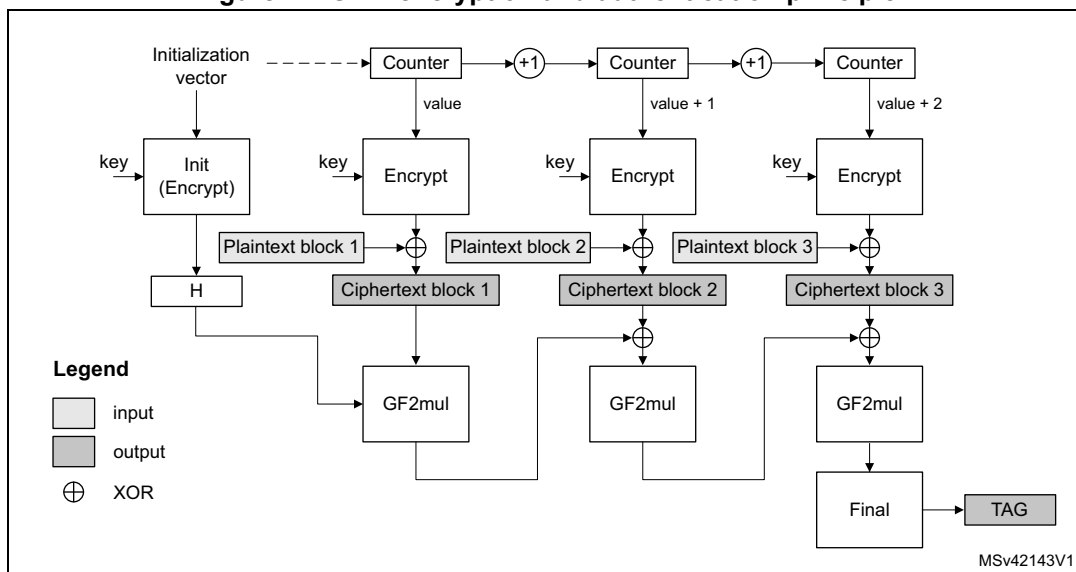 Initialization
vector
Counter
+1
Counter
+1
Counter
value
value + 1
value + 2
key
Init
(Encrypt)
key
Encrypt
key
Encrypt
key
Encrypt
Plaintext block 1
Plaintext block 2
Plaintext block 3
H
Ciphertext block 1
Ciphertext block 2
Ciphertext block 3
Legend
input
output
XOR
GF2mul
GF2mul
GF2mul
Final
TAG
MSv42143V1